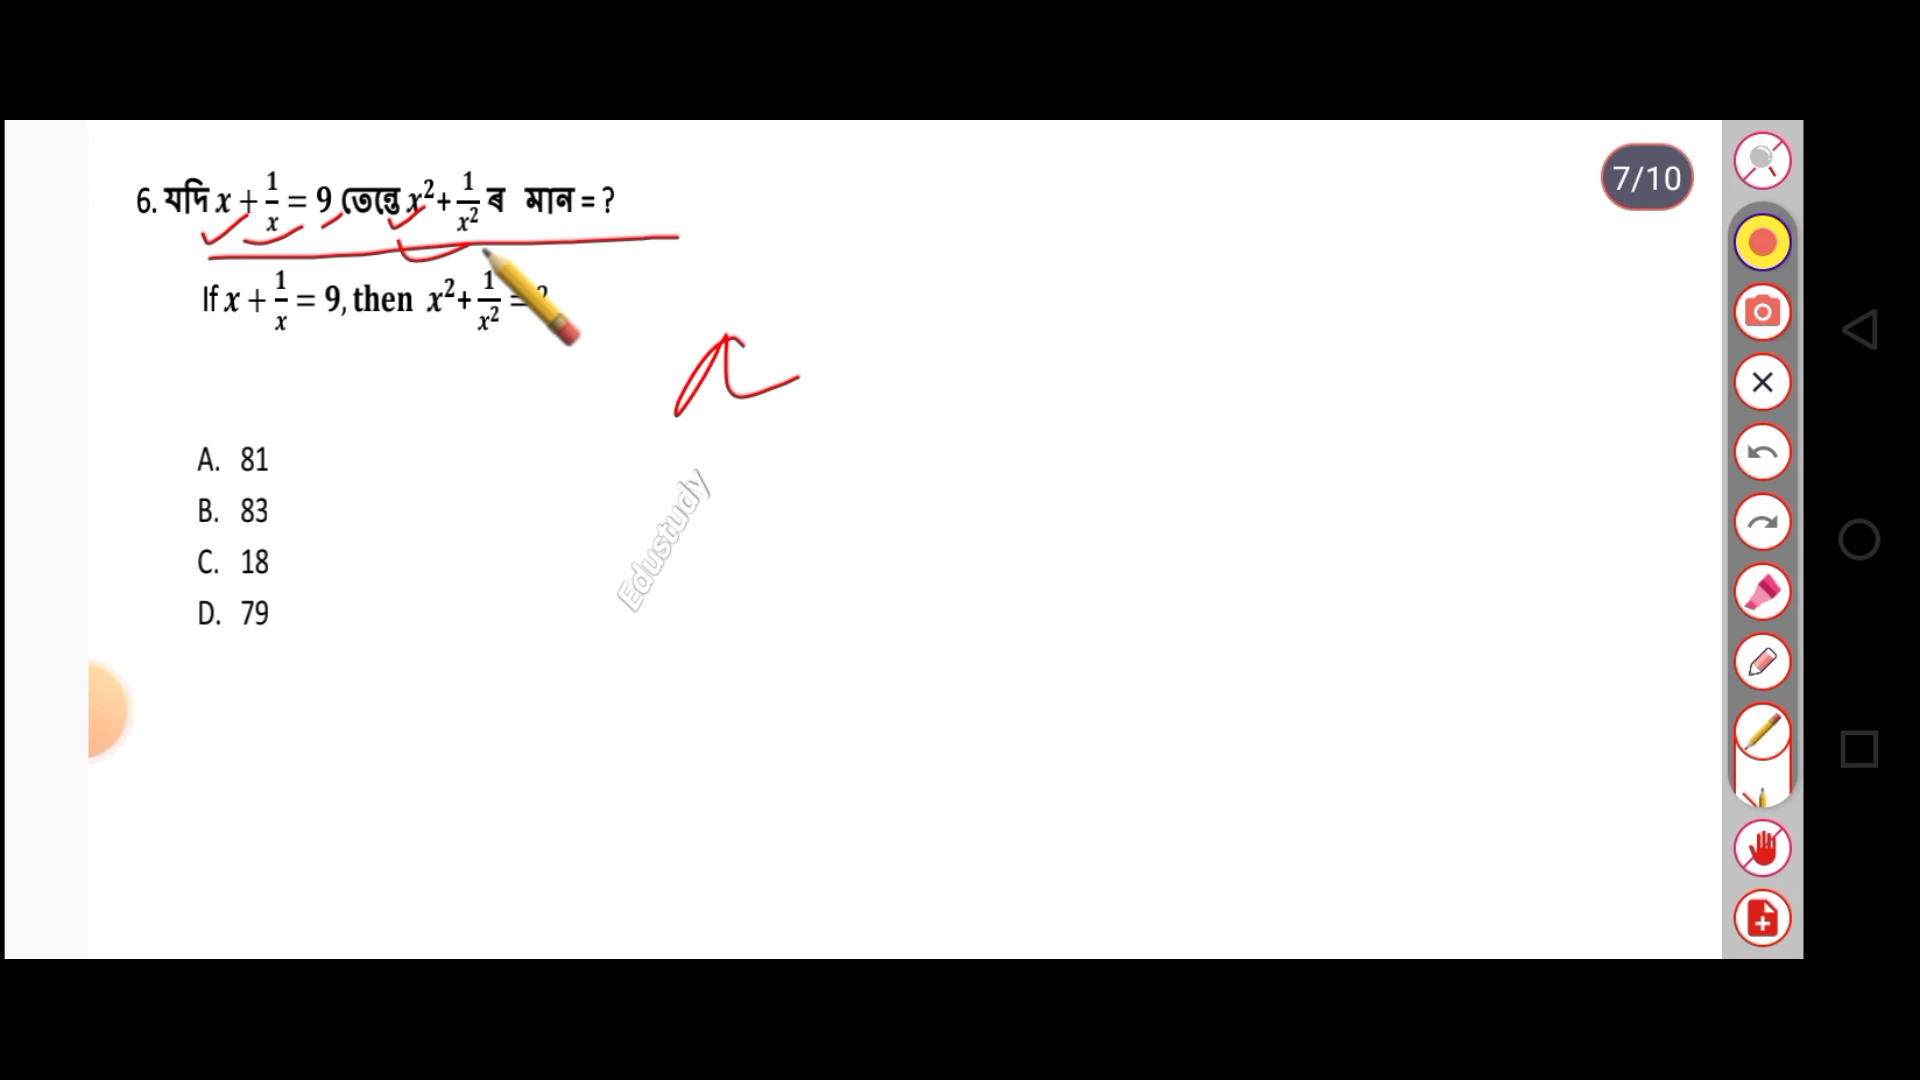 7/10
6. যদি x + 1/x = 9 তেন্তে x² + 1/x² ৰ মান = ?
If x + 1/x = 9, then x² + 1/x² = ?
A. 81
B. 83
C. 18
D. 79
Edustudy